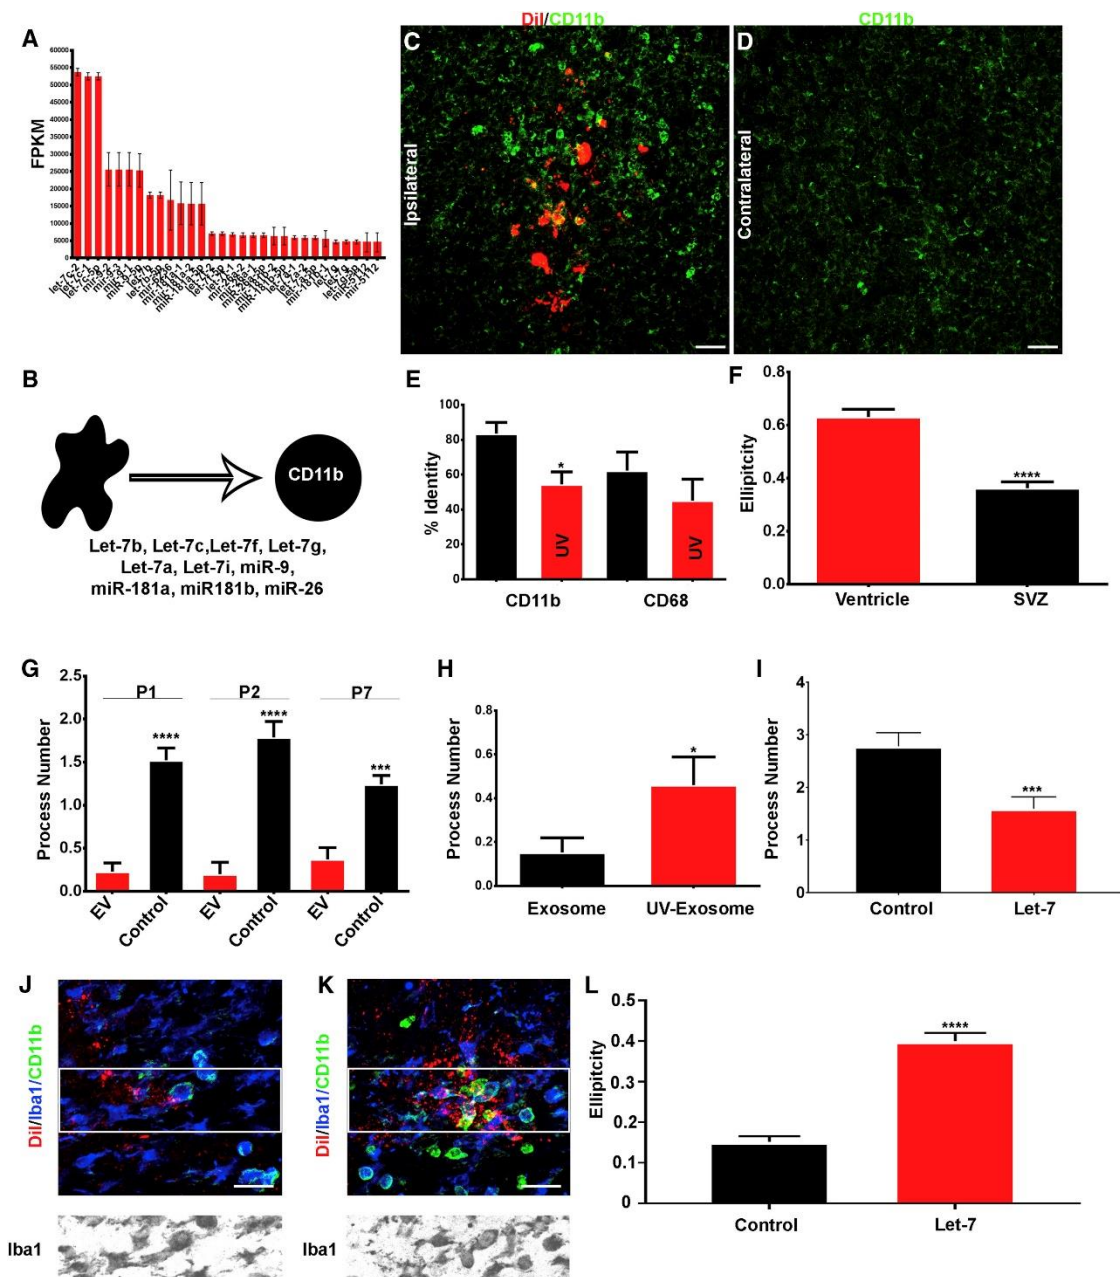 A
FPKM
60000
55000
50000
45000
40000
35000
30000
25000
20000
15000
10000
5000
0
let-7c-2
let-7c-1
DiI/CD11b
C
Ipsilateral
CD11b
D
Contralateral
B
CD11b
Let-7b, Let-7c,Let-7f, Let-7g,
Let-7a, Let-7i, miR-9,
miR-181a, miR181b, miR-26
E
% Identity
100
80
60
40
20
0
*
UV
UV
CD11b
CD68
F
Ellipitcity
0.8
0.6
0.4
0.2
0.0
****
Ventricle
SVZ
G
Process Number
2.5
2.0
1.5
1.0
0.5
0.0
P1
P2
P7
****
****
***
EV
Control
EV
Control
EV
Control
H
Process Number
0.8
0.6
0.4
0.2
0.0
*
Exosome
UV-Exosome
I
Process Number
4
3
2
1
0
***
Control
Let-7
J
DiI/Iba1/CD11b
Iba1
K
DiI/Iba1/CD11b
Iba1
L
Ellipitcity
0.5
0.4
0.3
0.2
0.1
0
****
Control
Let-7